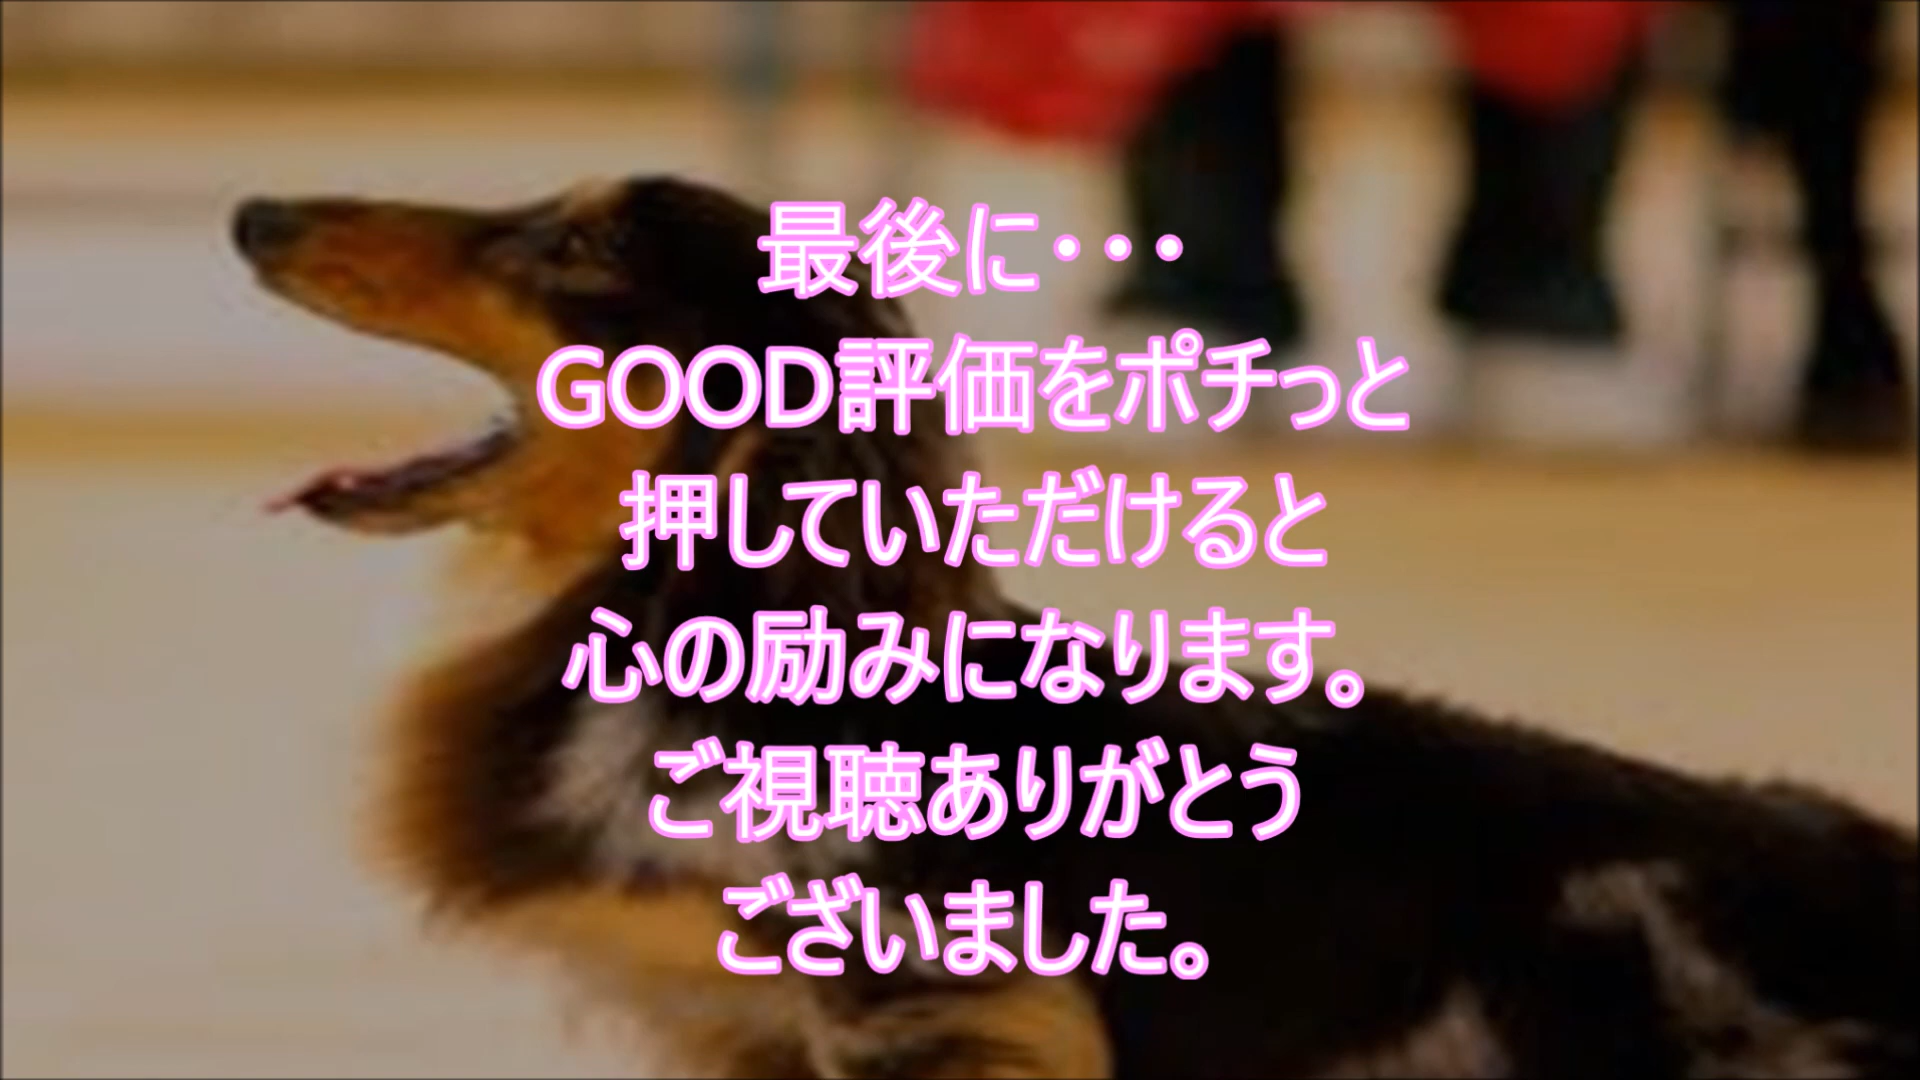 最後に・・・
GOOD評価をポチっと
押していただけると
心の励みになります。
ご視聴ありがとう
ございました。